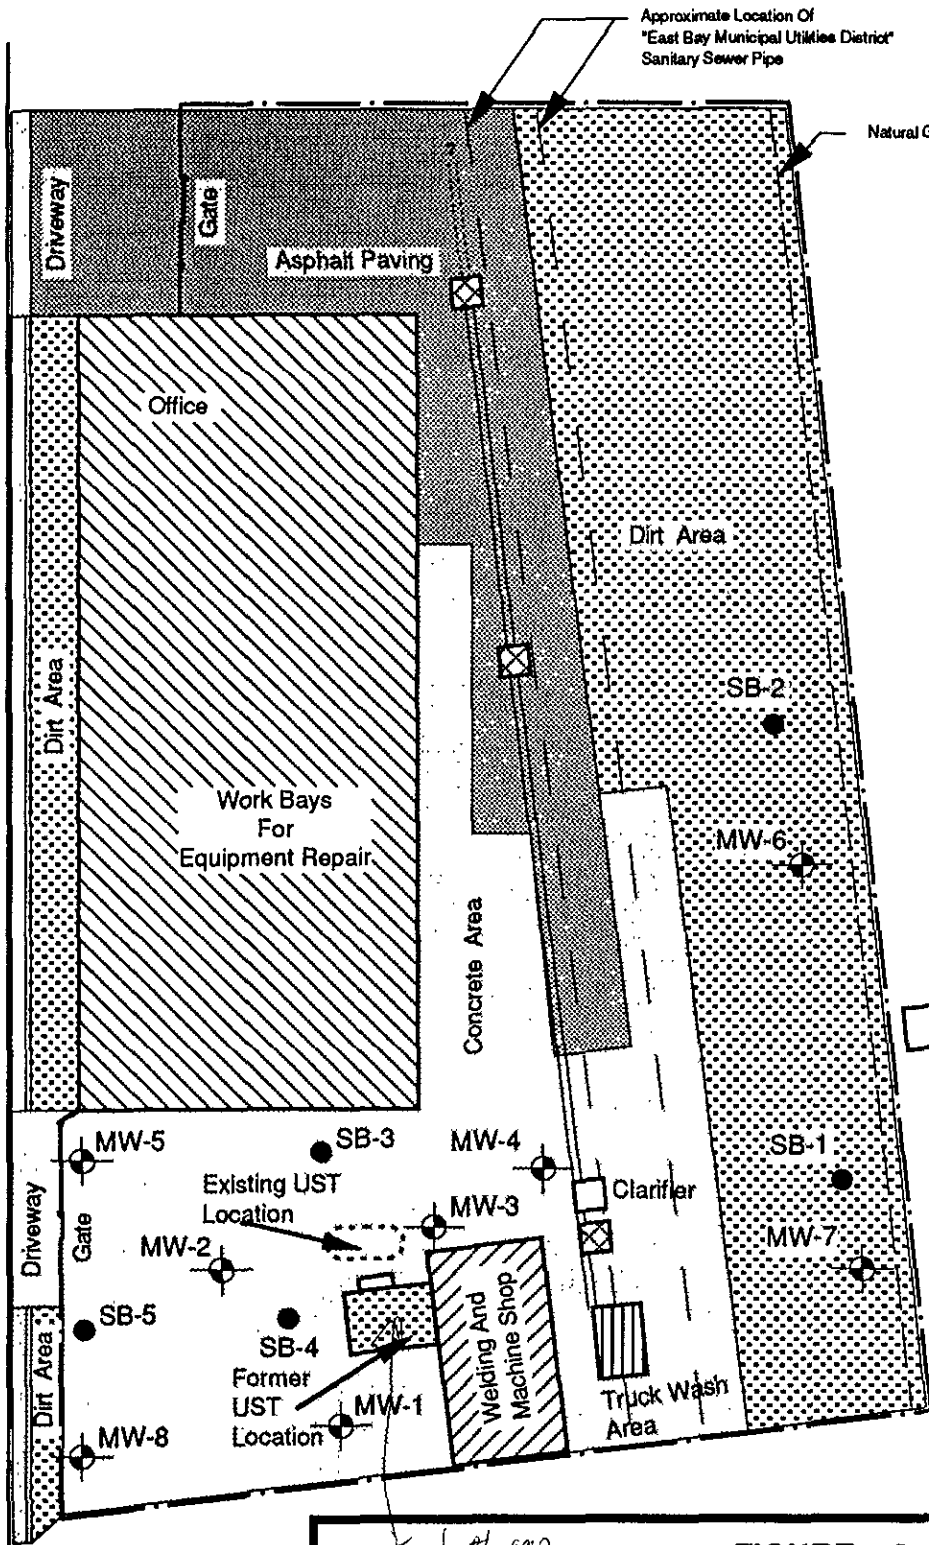 Approximate Location Of
"East Bay Municipal Utilities District"
Sanitary Sewer Pipe
Natural G
Driveway
Gate
?
Asphalt Paving
Office
Dirt Area
Dirt Area
SB-2
Work Bays
For
Equipment Repair
MW-6
Concrete Area
MW-5
SB-3
MW-4
SB-1
Existing UST
Location
Clarifier
MW-3
Driveway
Gate
MW-2
MW-7
SB-5
SB-4
Welding And
Machine Shop
Dirt Area
Former
UST
Location
MW-1
Truck Wash
Area
MW-8